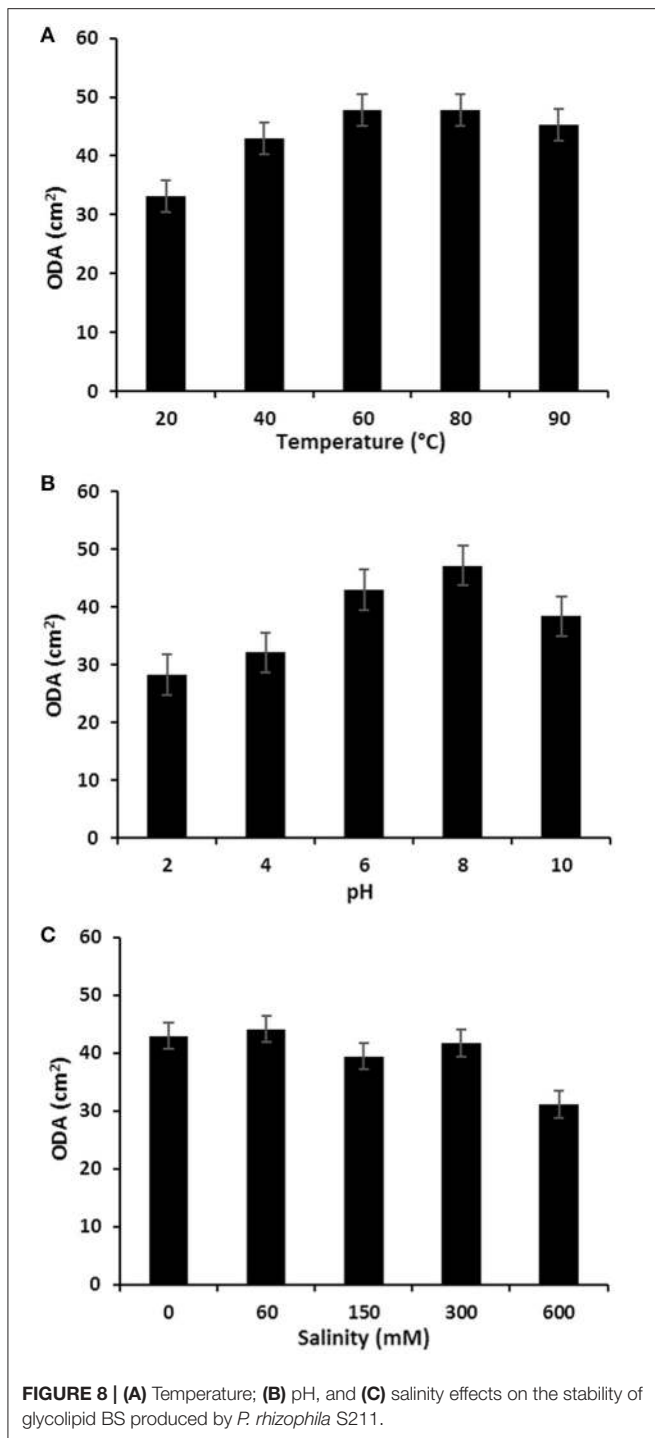 A
60
50
40
30
20
10
0
ODA (cm²)
20 40 60 80 90
Temperature (°C)
B
60
50
40
30
20
10
0
ODA (cm²)
2 4 6 8 10
pH
C
60
50
40
30
20
10
0
ODA (cm²)
0 60 150 300 600
Salinity (mM)
FIGURE 8 | (A) Temperature; (B) pH, and (C) salinity effects on the stability of
glycolipid BS produced by P. rhizophila S211.